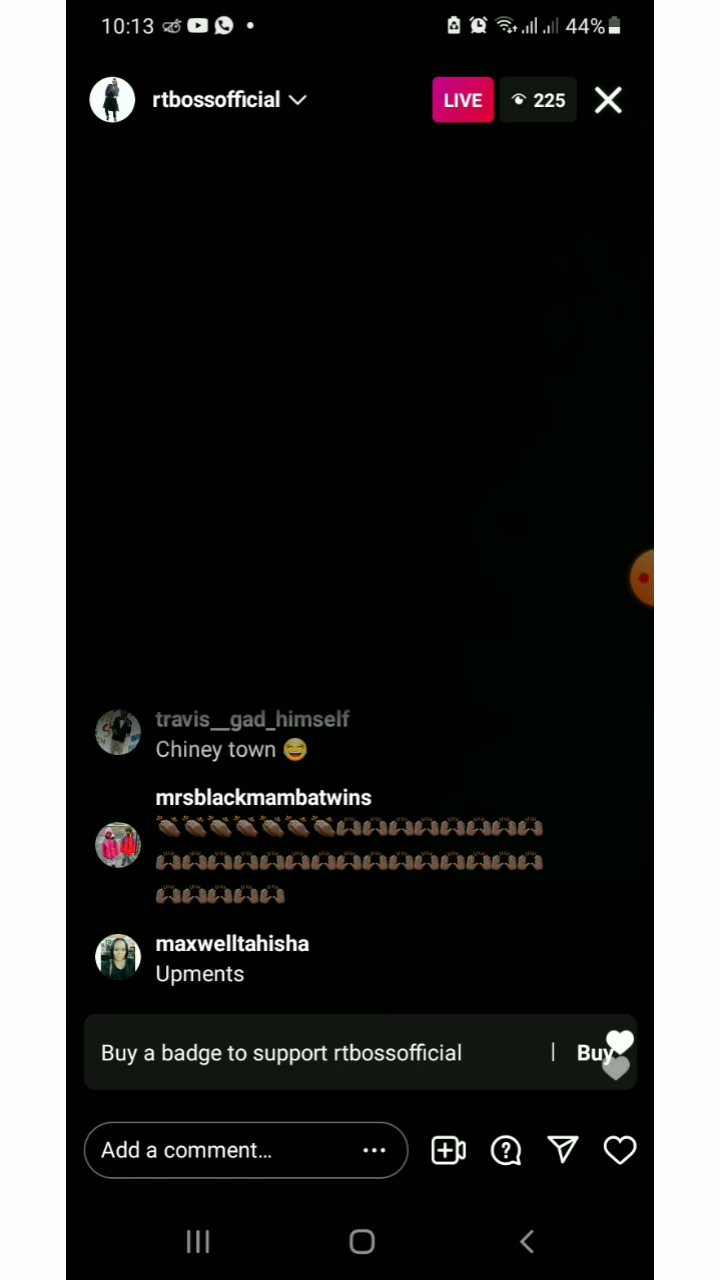 10:13
44%
rtbossofficial
LIVE
225
travis__gad_himself
Chiney town 😂
mrsblackmambatwins
👏🏾👏🏾👏🏾👏🏾👏🏾👏🏾👏🏾🙌🏾🙌🏾🙌🏾🙌🏾🙌🏾🙌🏾🙌🏾🙌🏾
🙌🏾🙌🏾🙌🏾🙌🏾🙌🏾🙌🏾🙌🏾🙌🏾🙌🏾🙌🏾🙌🏾🙌🏾🙌🏾🙌🏾🙌🏾
🙌🏾🙌🏾🙌🏾🙌🏾🙌🏾
maxwelltahisha
Upments
Buy a badge to support rtbossofficial | Buy
Add a comment...